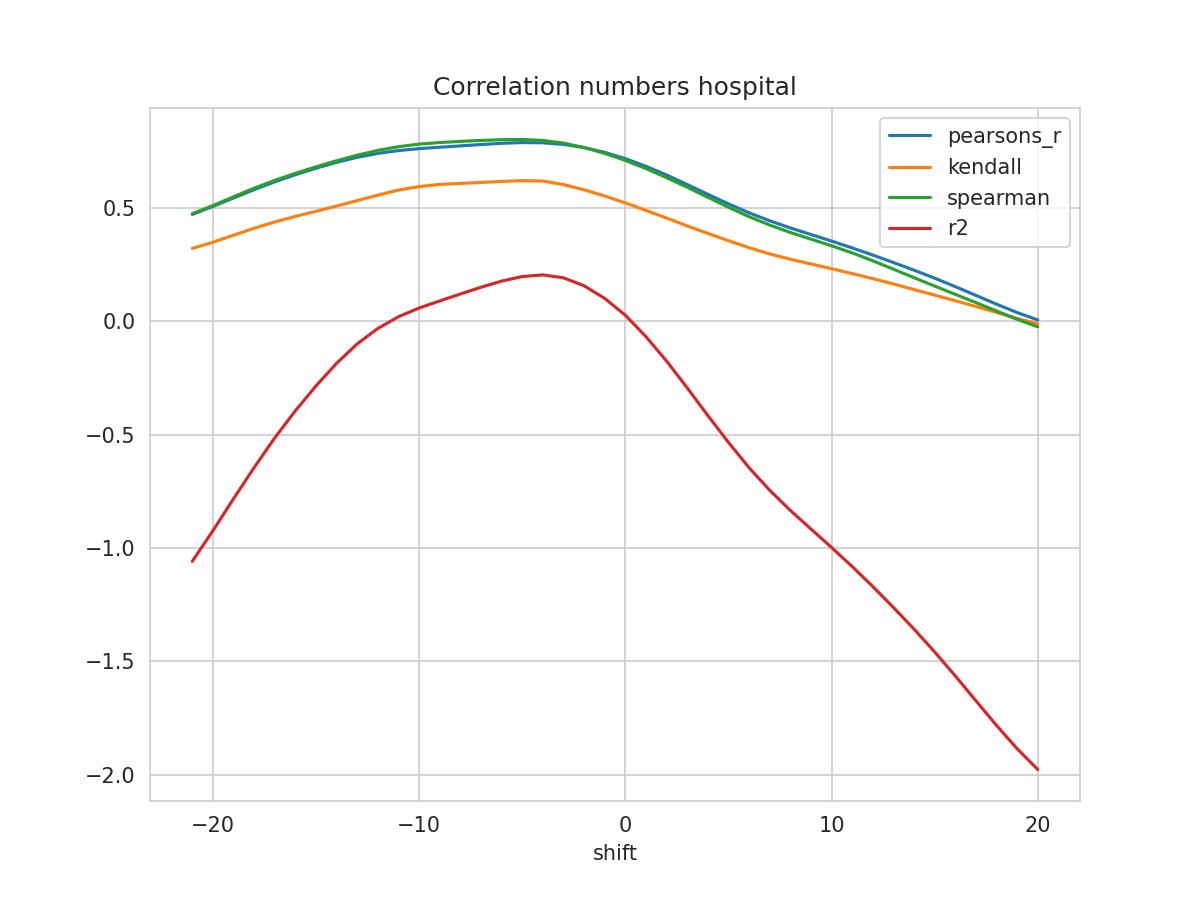 Correlation numbers hospital
pearsons_r
kendall
spearman
r2
0.5
0.0
−0.5
−1.0
−1.5
−2.0
−20 −10 0 10 20
shift